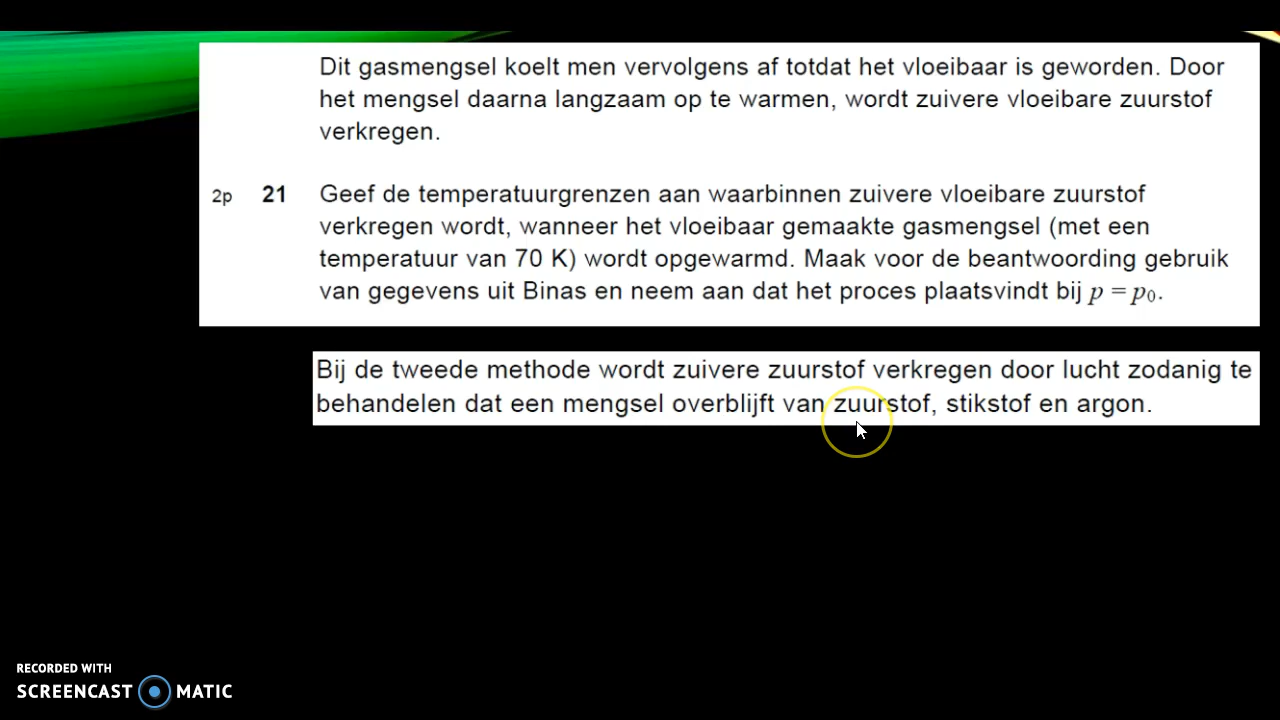 Dit gasmengsel koelt men vervolgens af totdat het vloeibaar is geworden. Door
het mengsel daarna langzaam op te warmen, wordt zuivere vloeibare zuurstof
verkregen.
2p 21 Geef de temperatuurgrenzen aan waarbinnen zuivere vloeibare zuurstof
verkregen wordt, wanneer het vloeibaar gemaakte gasmengsel (met een
temperatuur van 70 K) wordt opgewarmd. Maak voor de beantwoording gebruik
van gegevens uit Binas en neem aan dat het proces plaatsvindt bij p = p₀.
Bij de tweede methode wordt zuivere zuurstof verkregen door lucht zodanig te
behandelen dat een mengsel overblijft van zuurstof, stikstof en argon.
RECORDED WITH
SCREENCAST MATIC